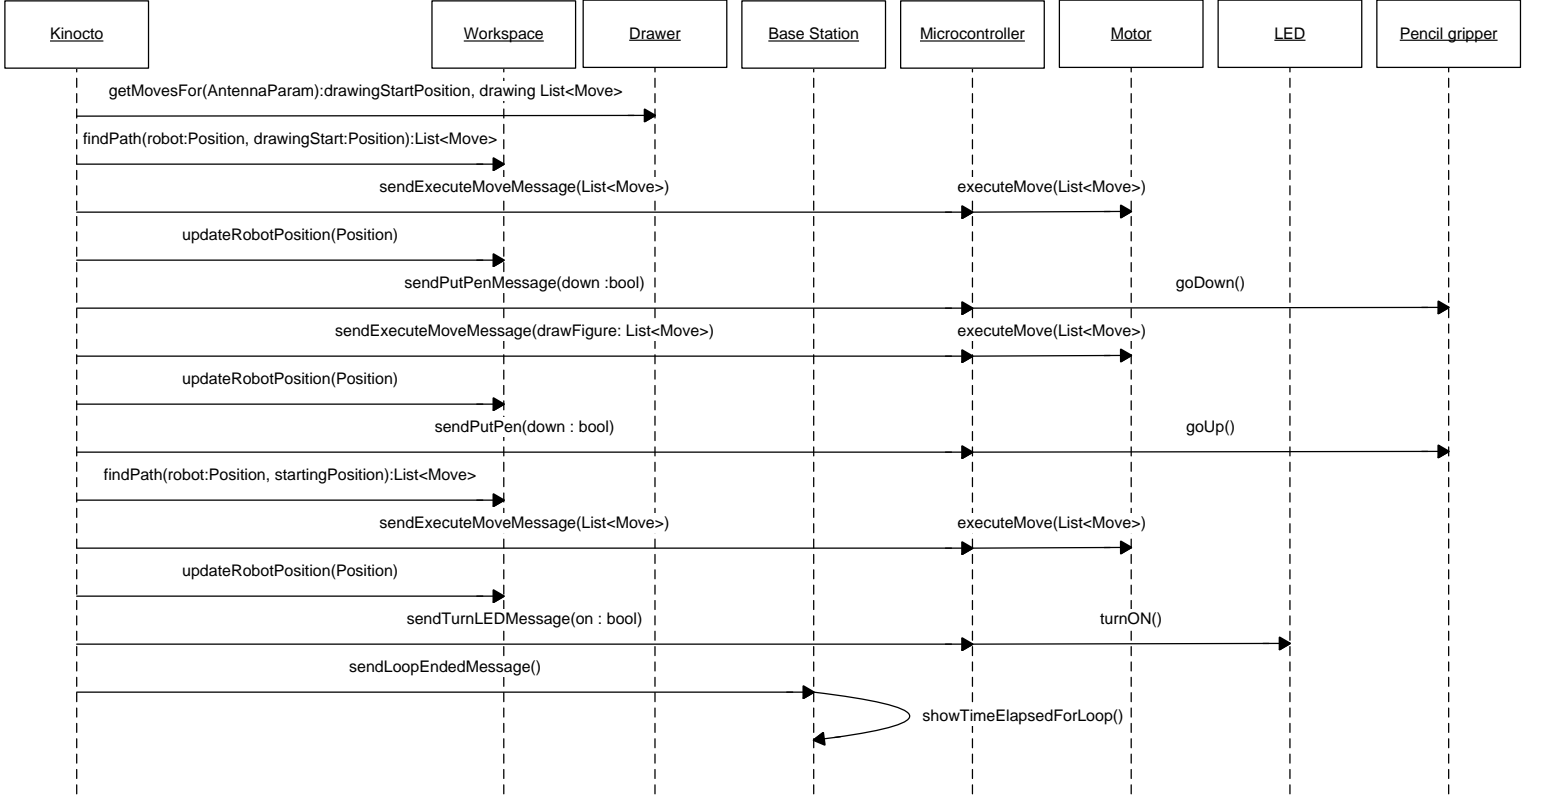 Kinocto
Workspace
Drawer
Base Station
Microcontroller
Motor
LED
Pencil gripper
getMovesFor(AntennaParam):drawingStartPosition, drawing List<Move>
findPath(robot:Position, drawingStart:Position):List<Move>
sendExecuteMoveMessage(List<Move>)
executeMove(List<Move>)
updateRobotPosition(Position)
sendPutPenMessage(down :bool)
goDown()
sendExecuteMoveMessage(drawFigure: List<Move>)
executeMove(List<Move>)
updateRobotPosition(Position)
sendPutPen(down : bool)
goUp()
findPath(robot:Position, startingPosition):List<Move>
sendExecuteMoveMessage(List<Move>)
executeMove(List<Move>)
updateRobotPosition(Position)
sendTurnLEDMessage(on : bool)
turnON()
sendLoopEndedMessage()
showTimeElapsedForLoop()